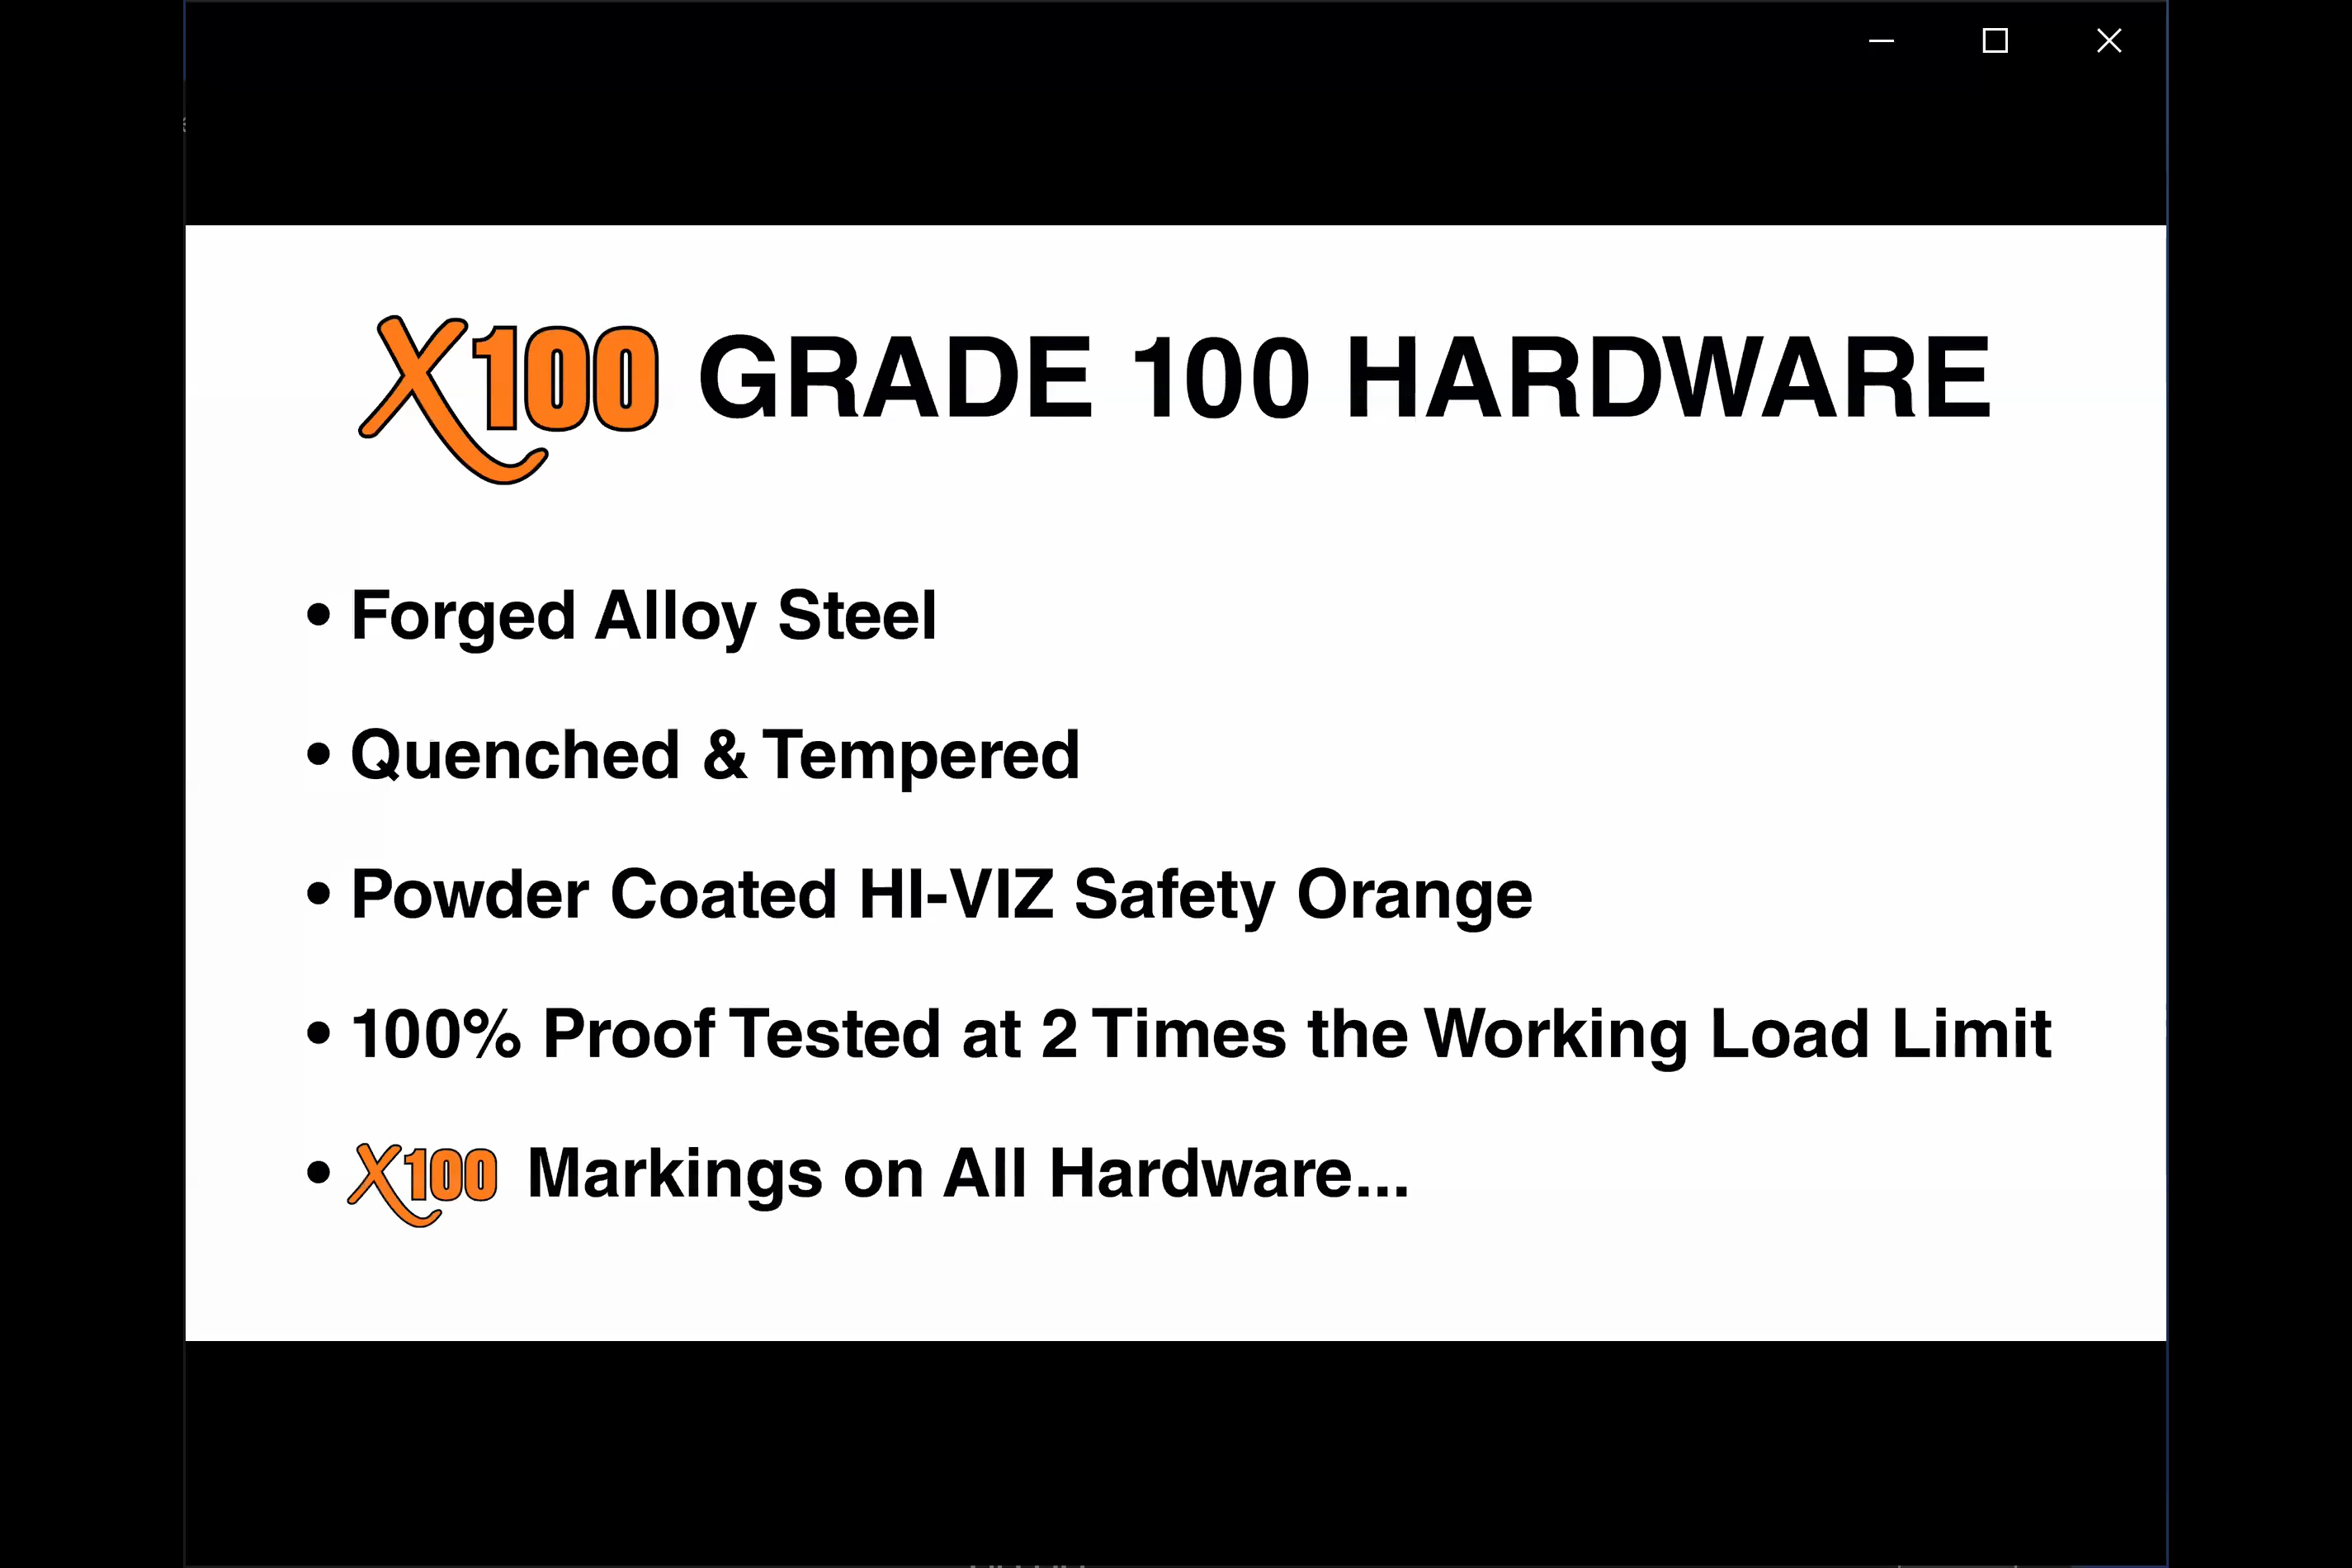 X100 GRADE 100 HARDWARE
• Forged Alloy Steel
• Quenched & Tempered
• Powder Coated HI-VIZ Safety Orange
• 100% Proof Tested at 2 Times the Working Load Limit
• X100 Markings on All Hardware...